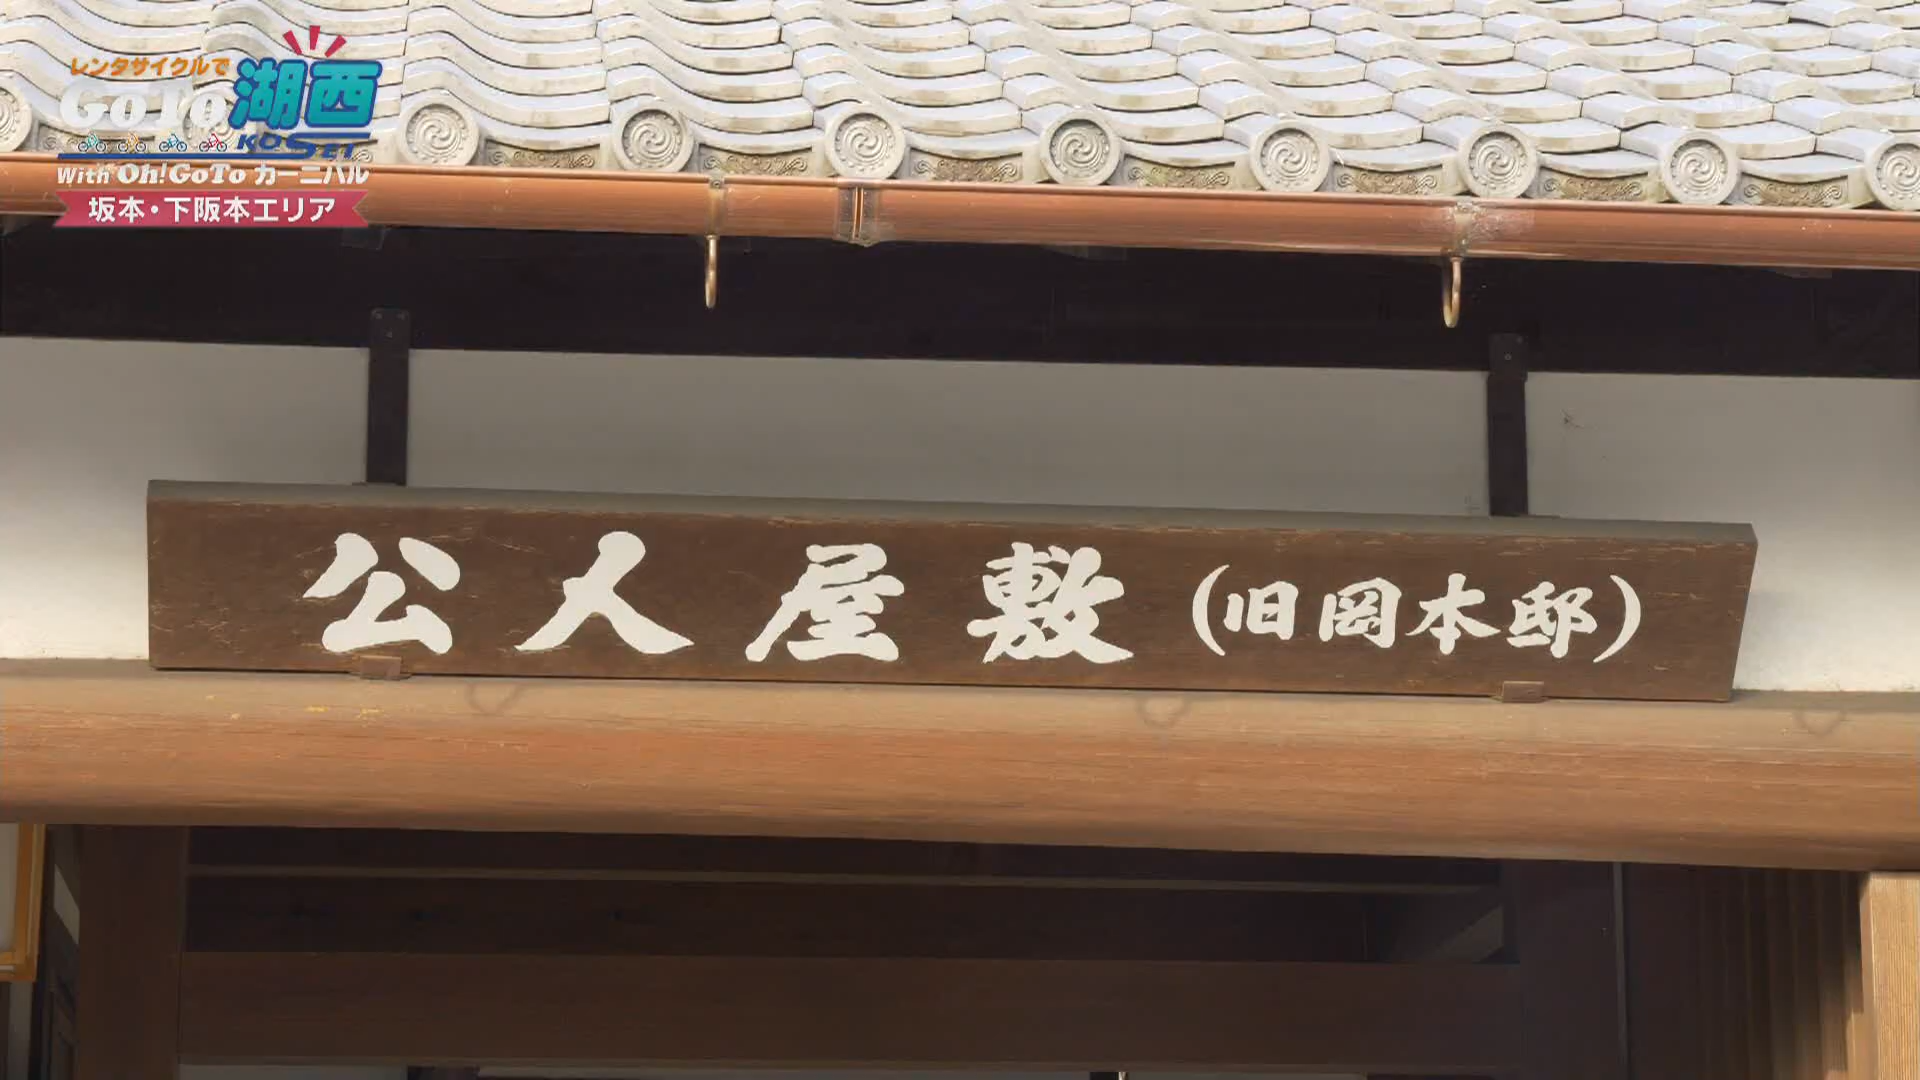 レンタサイクルで
GoTo湖西
KOSEI
With Oh!GoTo カーニバル
坂本・下阪本エリア
公人屋敷(旧岡本邸)